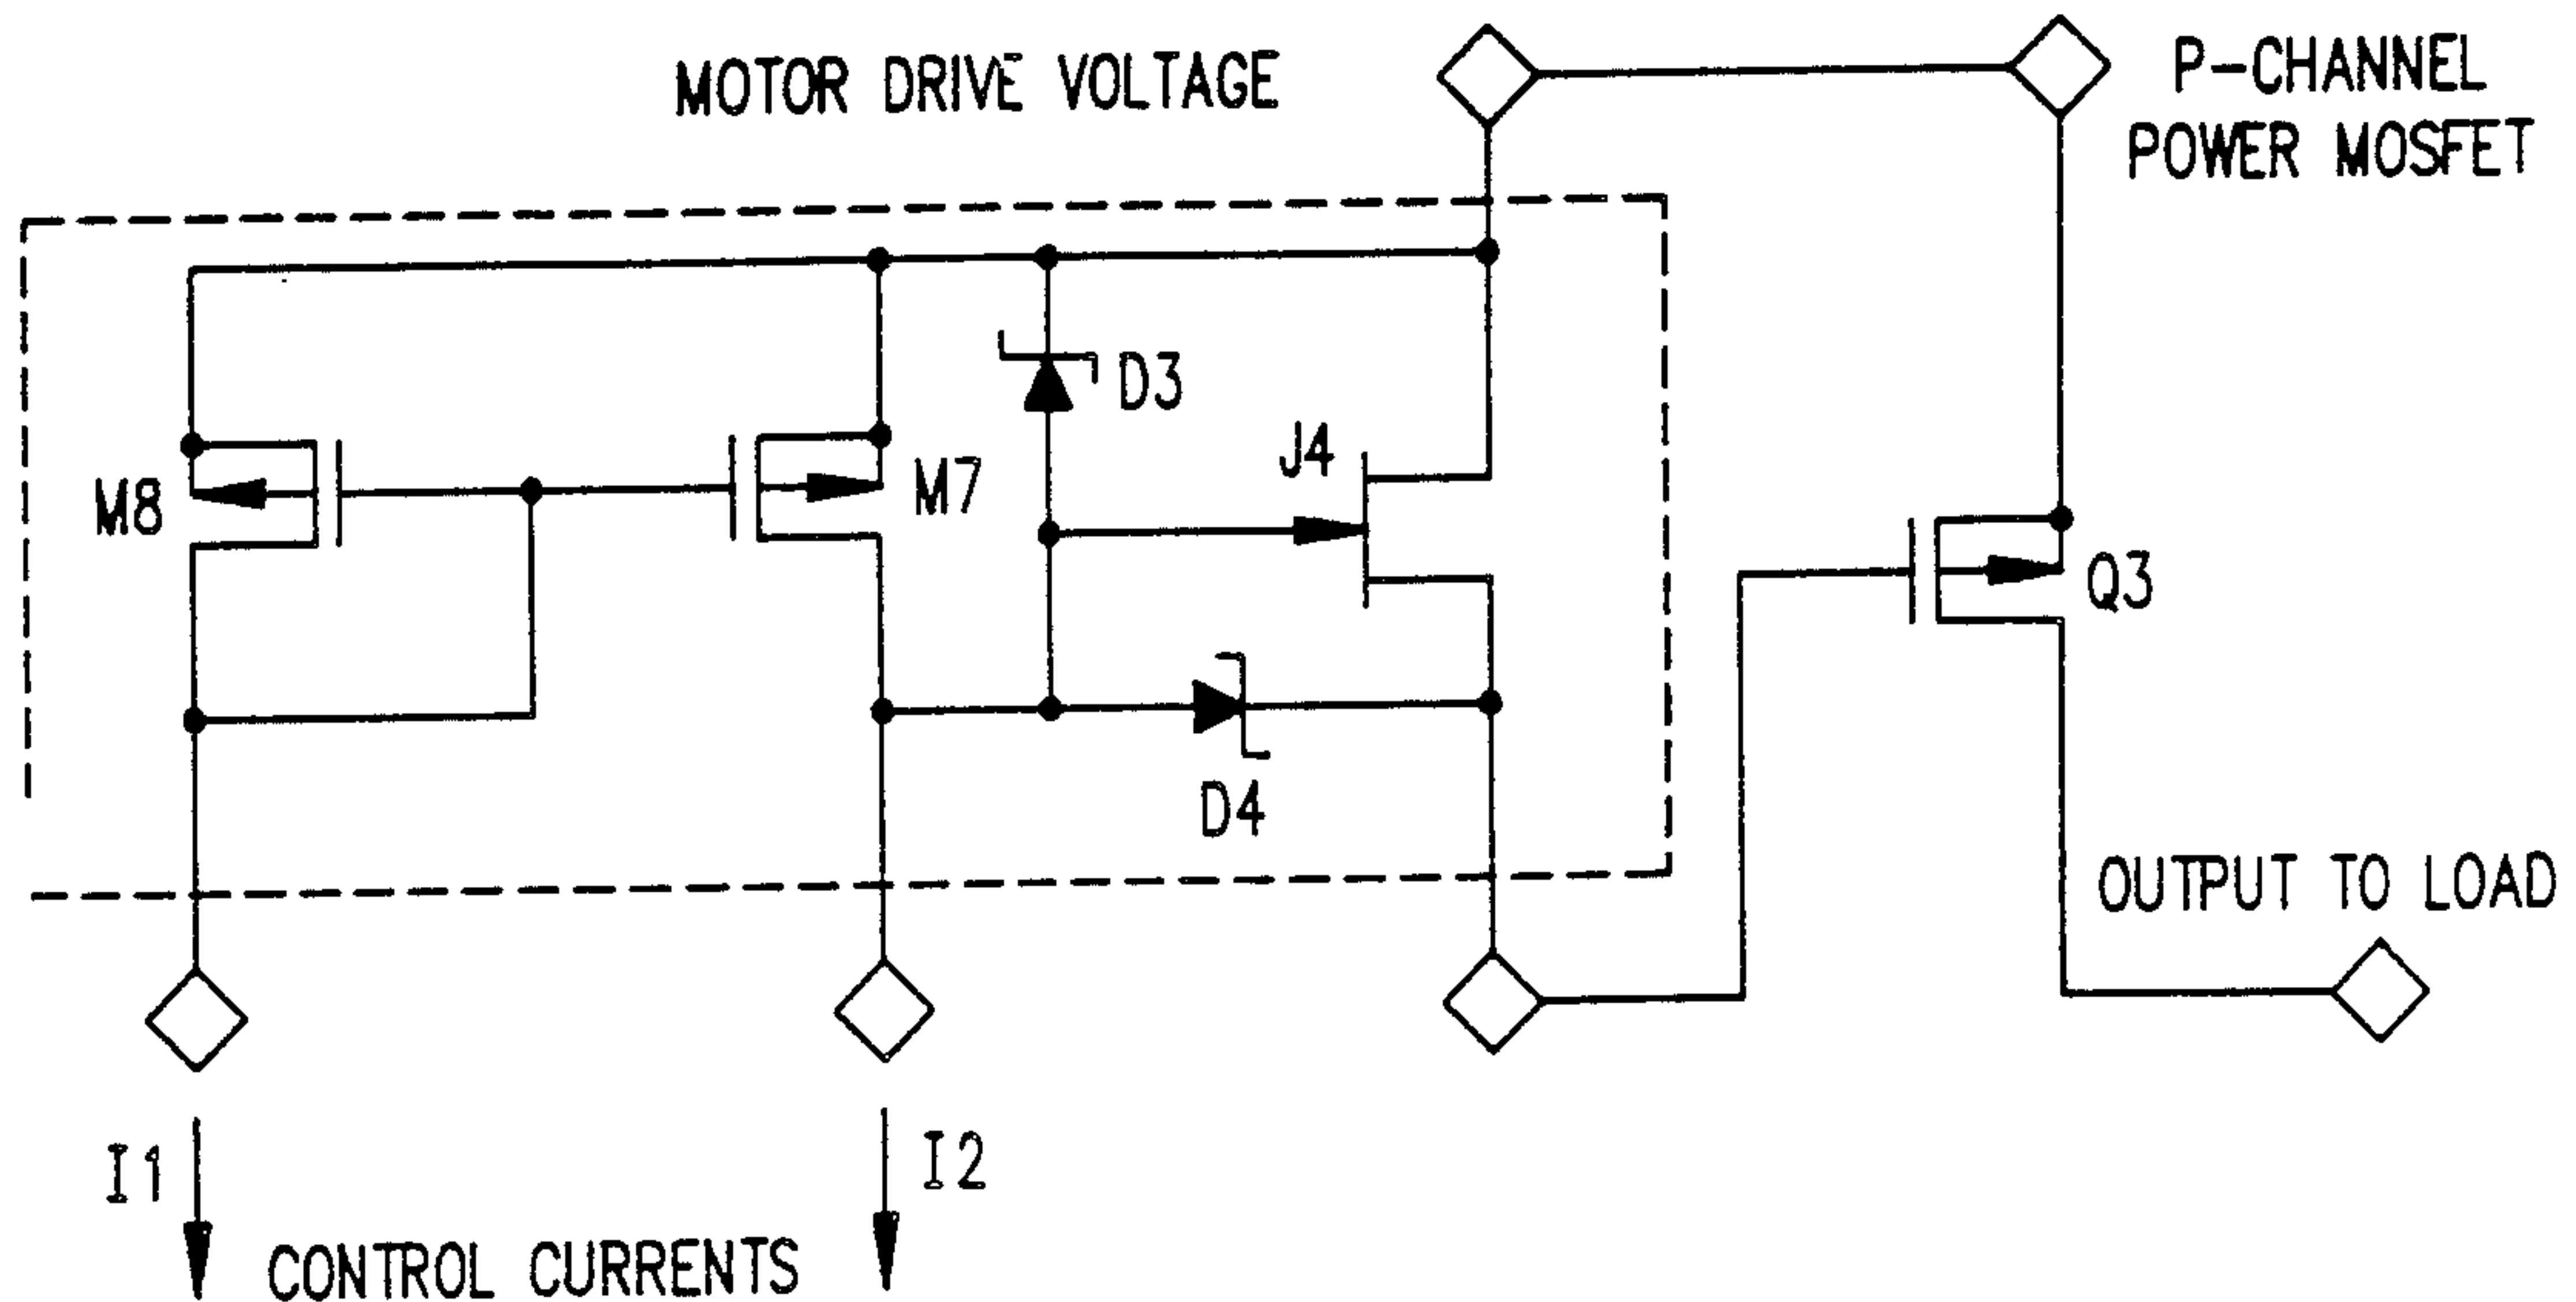 MOTOR DRIVE VOLTAGE
P-CHANNEL
POWER MOSFET
D3
J4
M8
M7
Q3
D4
OUTPUT TO LOAD
I1
I2
CONTROL CURRENTS